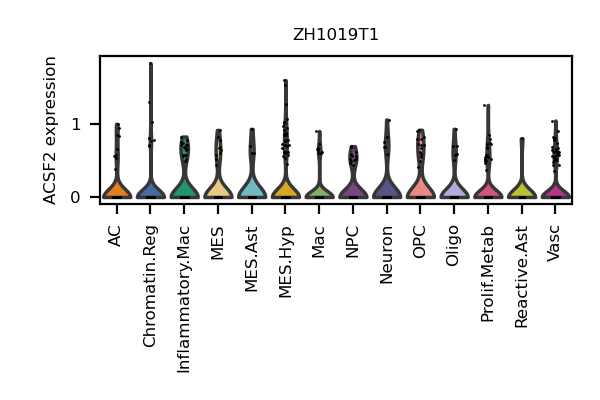 ZH1019T1
ACSF2 expression
1
0
AC
Chromatin.Reg
Inflammatory.Mac
MES
MES.Ast
MES.Hyp
Mac
NPC
Neuron
OPC
Oligo
Prolif.Metab
Reactive.Ast
Vasc